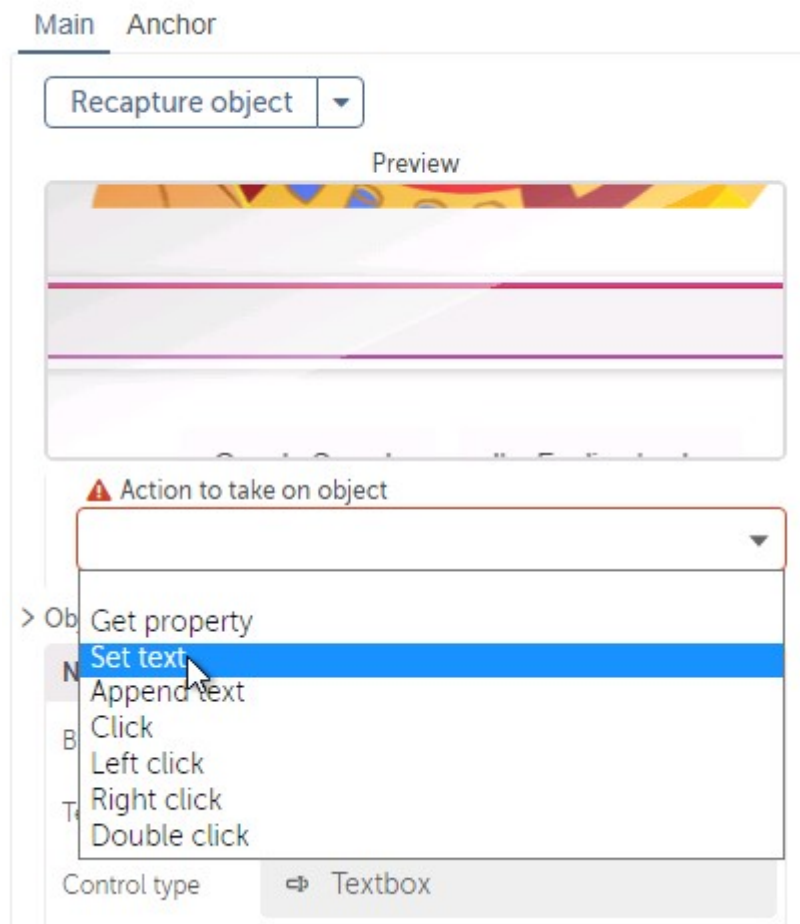 Main Anchor
Recapture object
Preview
Action to take on object
Get property
Set text
Append text
Click
Left click
Right click
Double click
Control type Textbox